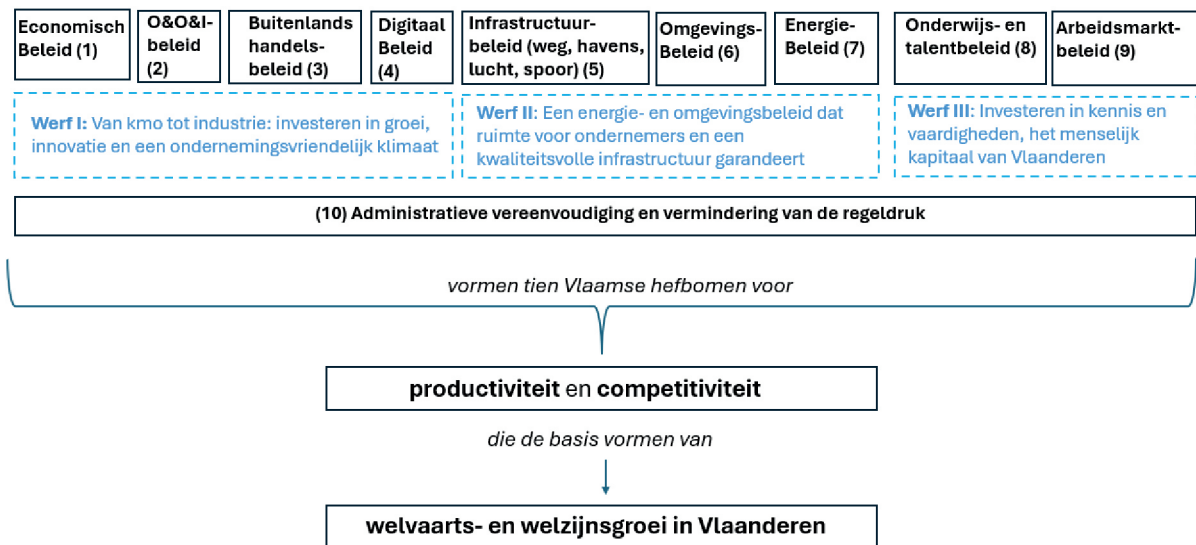 Economisch
Beleid (1)
O&O&I-
beleid
(2)
Buitenlands
handels-
beleid (3)
Digitaal
Beleid
(4)
Infrastructuur-
beleid (weg, havens,
lucht, spoor) (5)
Omgevings-
Beleid (6)
Energie-
Beleid (7)
Onderwijs- en
talentbeleid (8)
Arbeidsmarkt-
beleid (9)
Werf I: Van kmo tot industrie: investeren in groei,
innovatie en een ondernemingsvriendelijk klimaat
Werf II: Een energie- en omgevingsbeleid dat
ruimte voor ondernemers en een
kwaliteitsvolle infrastructuur garandeert
Werf III: Investeren in kennis en
vaardigheden, het menselijk
kapitaal van Vlaanderen
(10) Administratieve vereenvoudiging en vermindering van de regeldruk
vormen tien Vlaamse hefbomen voor
productiviteit en competitiviteit
die de basis vormen van
welvaarts- en welzijnsgroei in Vlaanderen